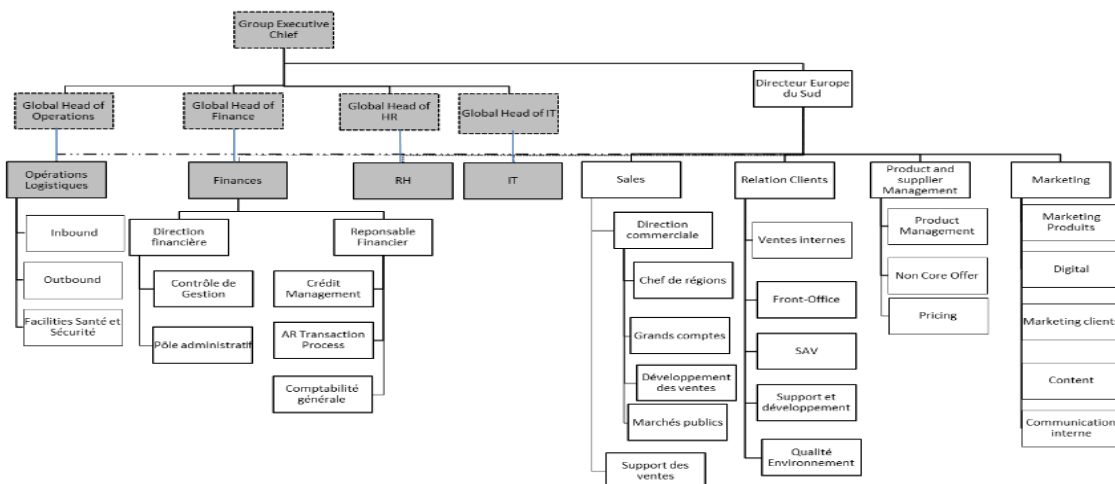 Group Executive
Chief
Directeur Europe
du Sud
Global Head of
Operations
Global Head of
Finance
Global Head of
HR
Global Head of IT
Opérations
Logistiques
Finances
RH
IT
Sales
Relation Clients
Product and
supplier
Management
Marketing
Inbound
Outbound
Facilities Santé et
Sécurité
Direction
financière
Contrôle de
Gestion
Pôle administratif
Reponsable
Financier
Crédit
Management
AR Transaction
Process
Comptabilité
générale
Direction
commerciale
Chef de régions
Grands comptes
Développement
des ventes
Marchés publics
Support des
ventes
Ventes internes
Front-Office
SAV
Support et
développement
Qualité
Environnement
Product
Management
Non Core Offer
Pricing
Marketing
Produits
Digital
Marketing clients
Content
Communication
interne